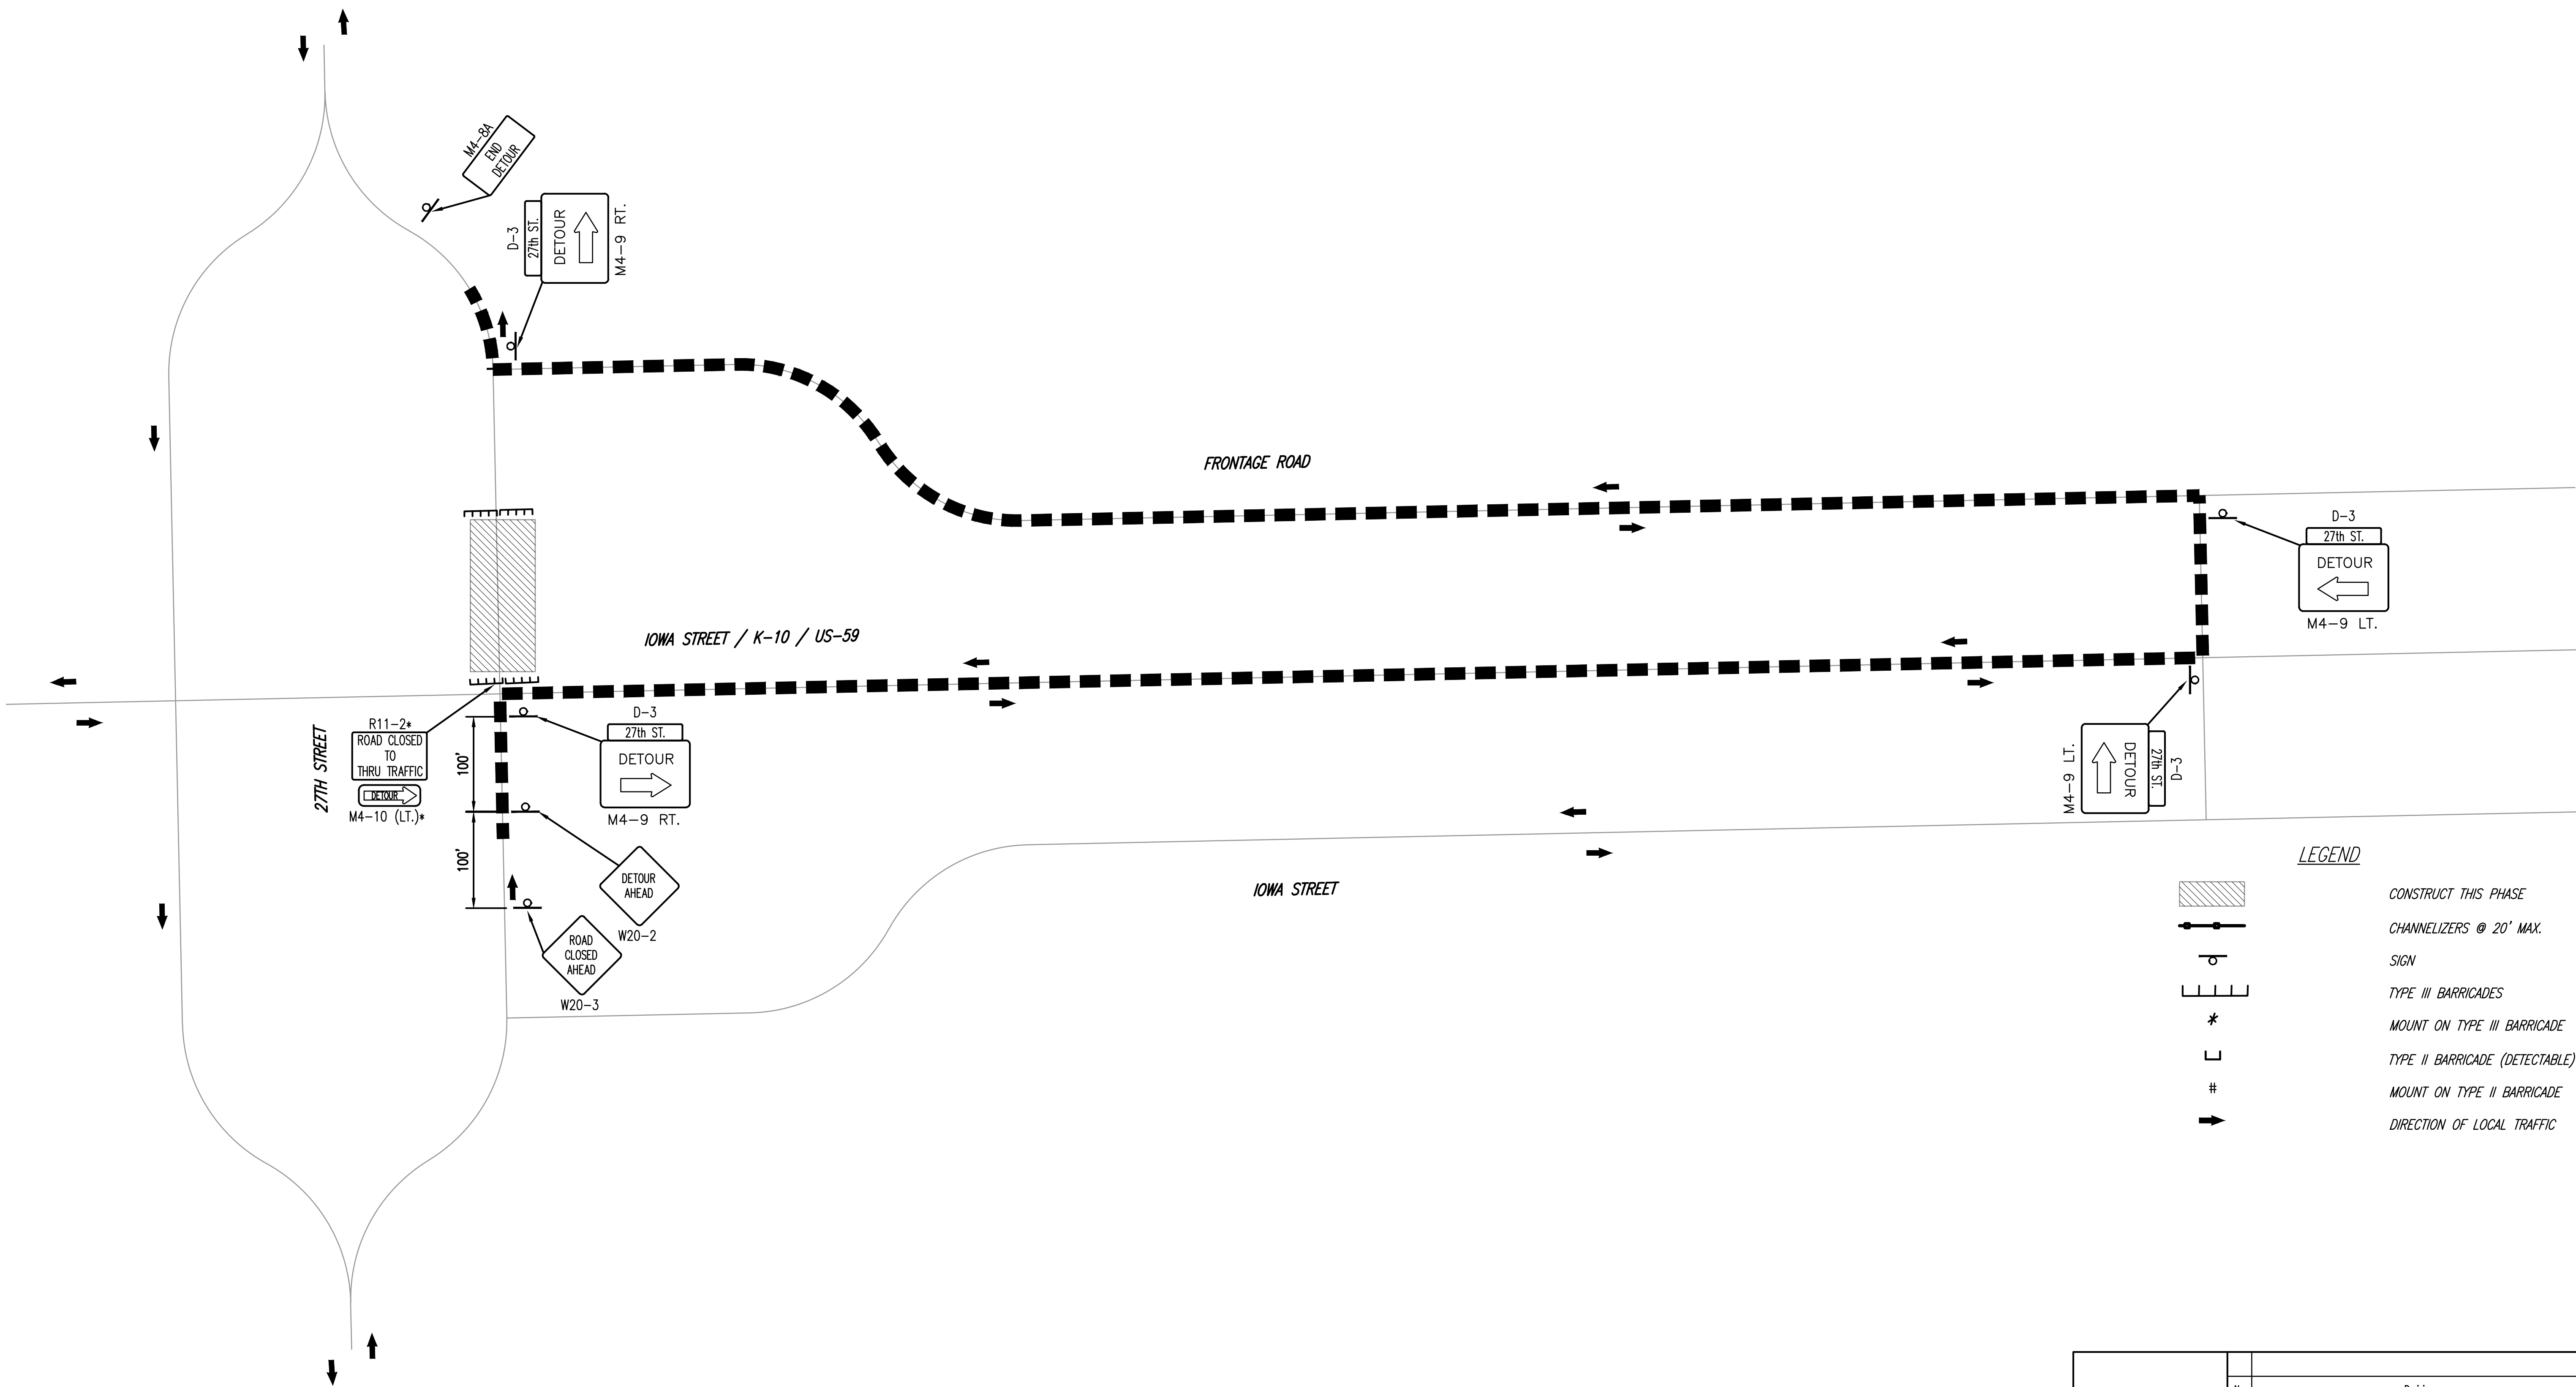 M4-8A
END
DETOUR
D-3
27th ST.
DETOUR
M4-9 RT.
FRONTAGE ROAD
D-3
27th ST.
DETOUR
M4-9 LT.
IOWA STREET / K-10 / US-59
27TH STREET
R11-2*
ROAD CLOSED
TO
THRU TRAFFIC
DETOUR
M4-10 (LT.)*
100'
100'
D-3
27th ST.
DETOUR
M4-9 RT.
DETOUR
AHEAD
W20-2
ROAD
CLOSED
AHEAD
W20-3
M4-9 LT.
DETOUR
27th ST.
D-3
IOWA STREET
LEGEND
CONSTRUCT THIS PHASE
CHANNELIZERS @ 20' MAX.
SIGN
TYPE III BARRICADES
* MOUNT ON TYPE III BARRICADE
TYPE II BARRICADE (DETECTABLE)
# MOUNT ON TYPE II BARRICADE
DIRECTION OF LOCAL TRAFFIC